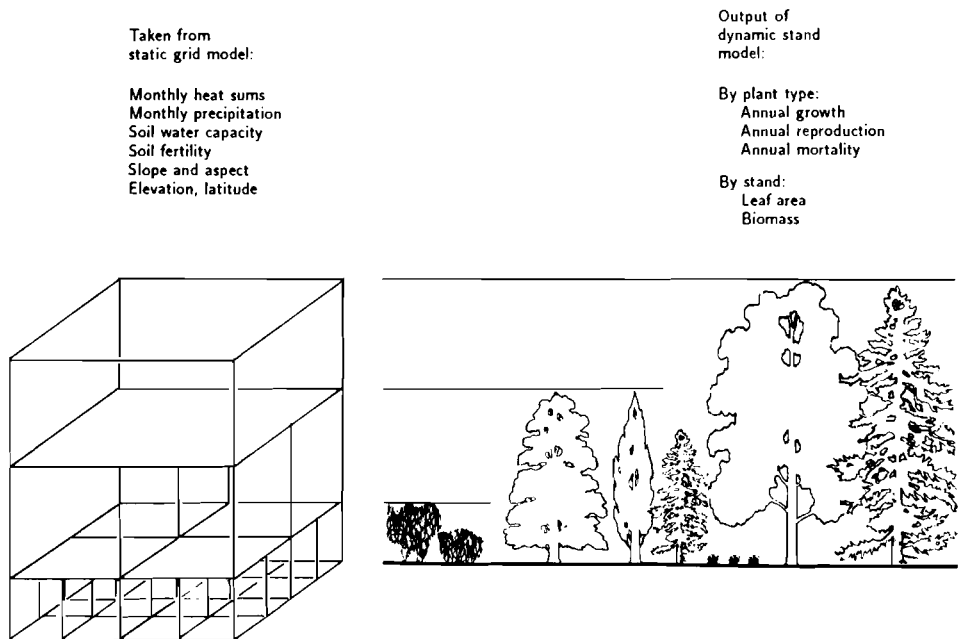 Taken from
static grid model:
Monthly heat sums
Monthly precipitation
Soil water capacity
Soil fertility
Slope and aspect
Elevation, latitude
Output of
dynamic stand
model:
By plant type:
Annual growth
Annual reproduction
Annual mortality
By stand:
Leaf area
Biomass